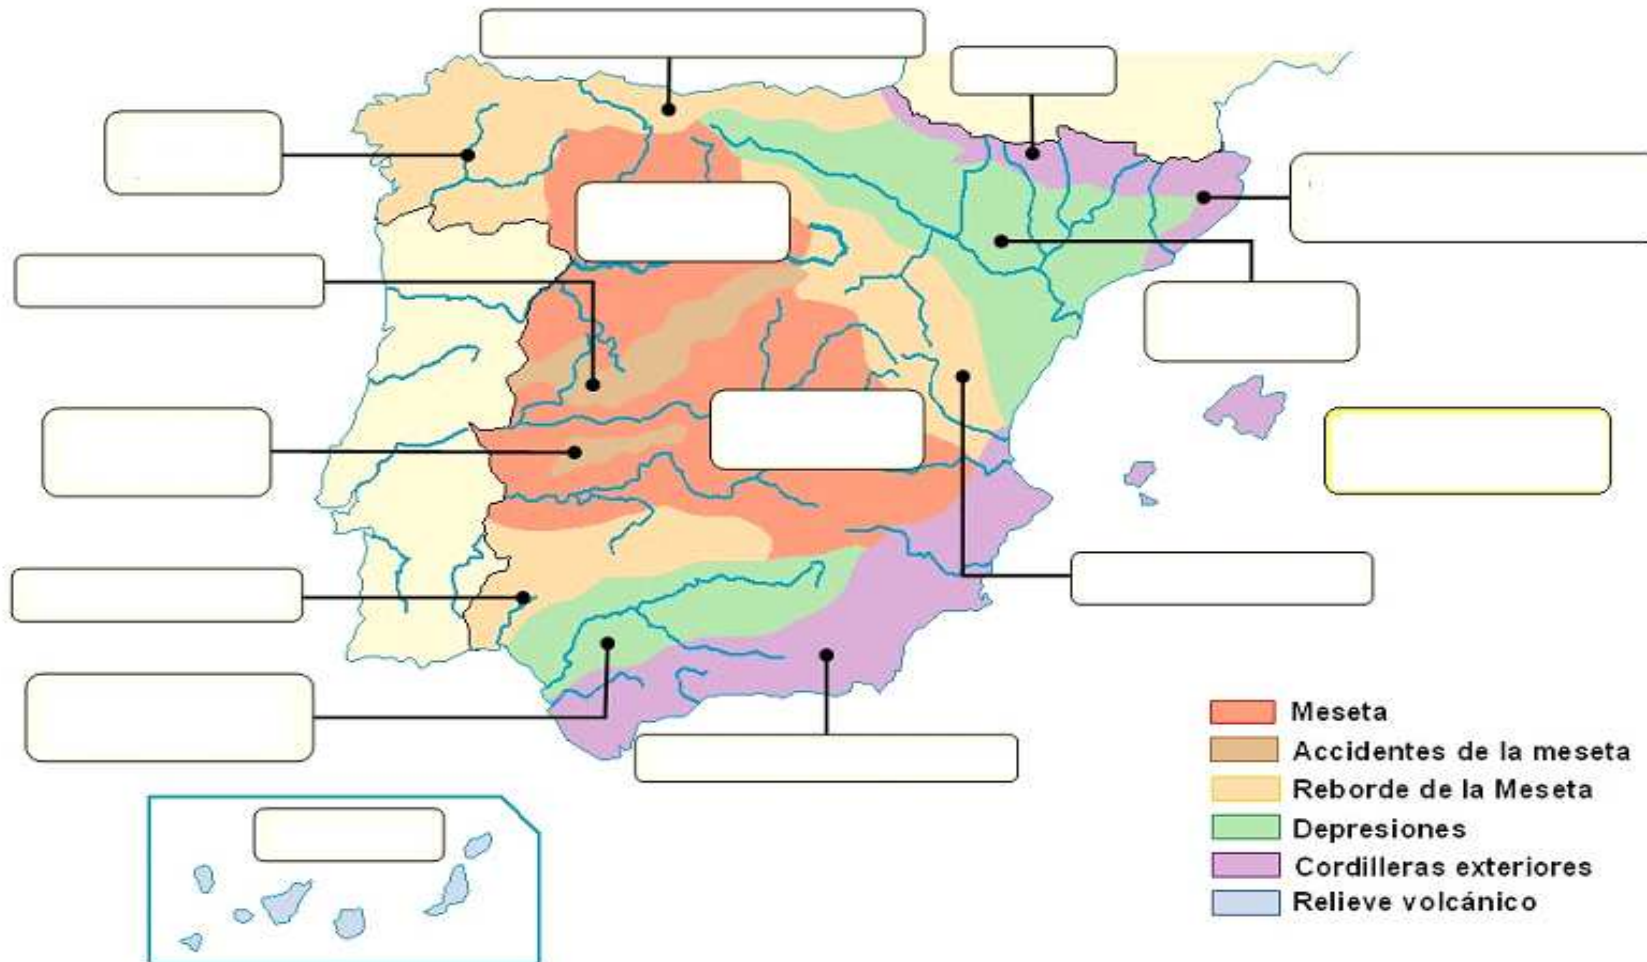 Meseta
Accidentes de la meseta
Reborde de la Meseta
Depresiones
Cordilleras exteriores
Relieve volcánico